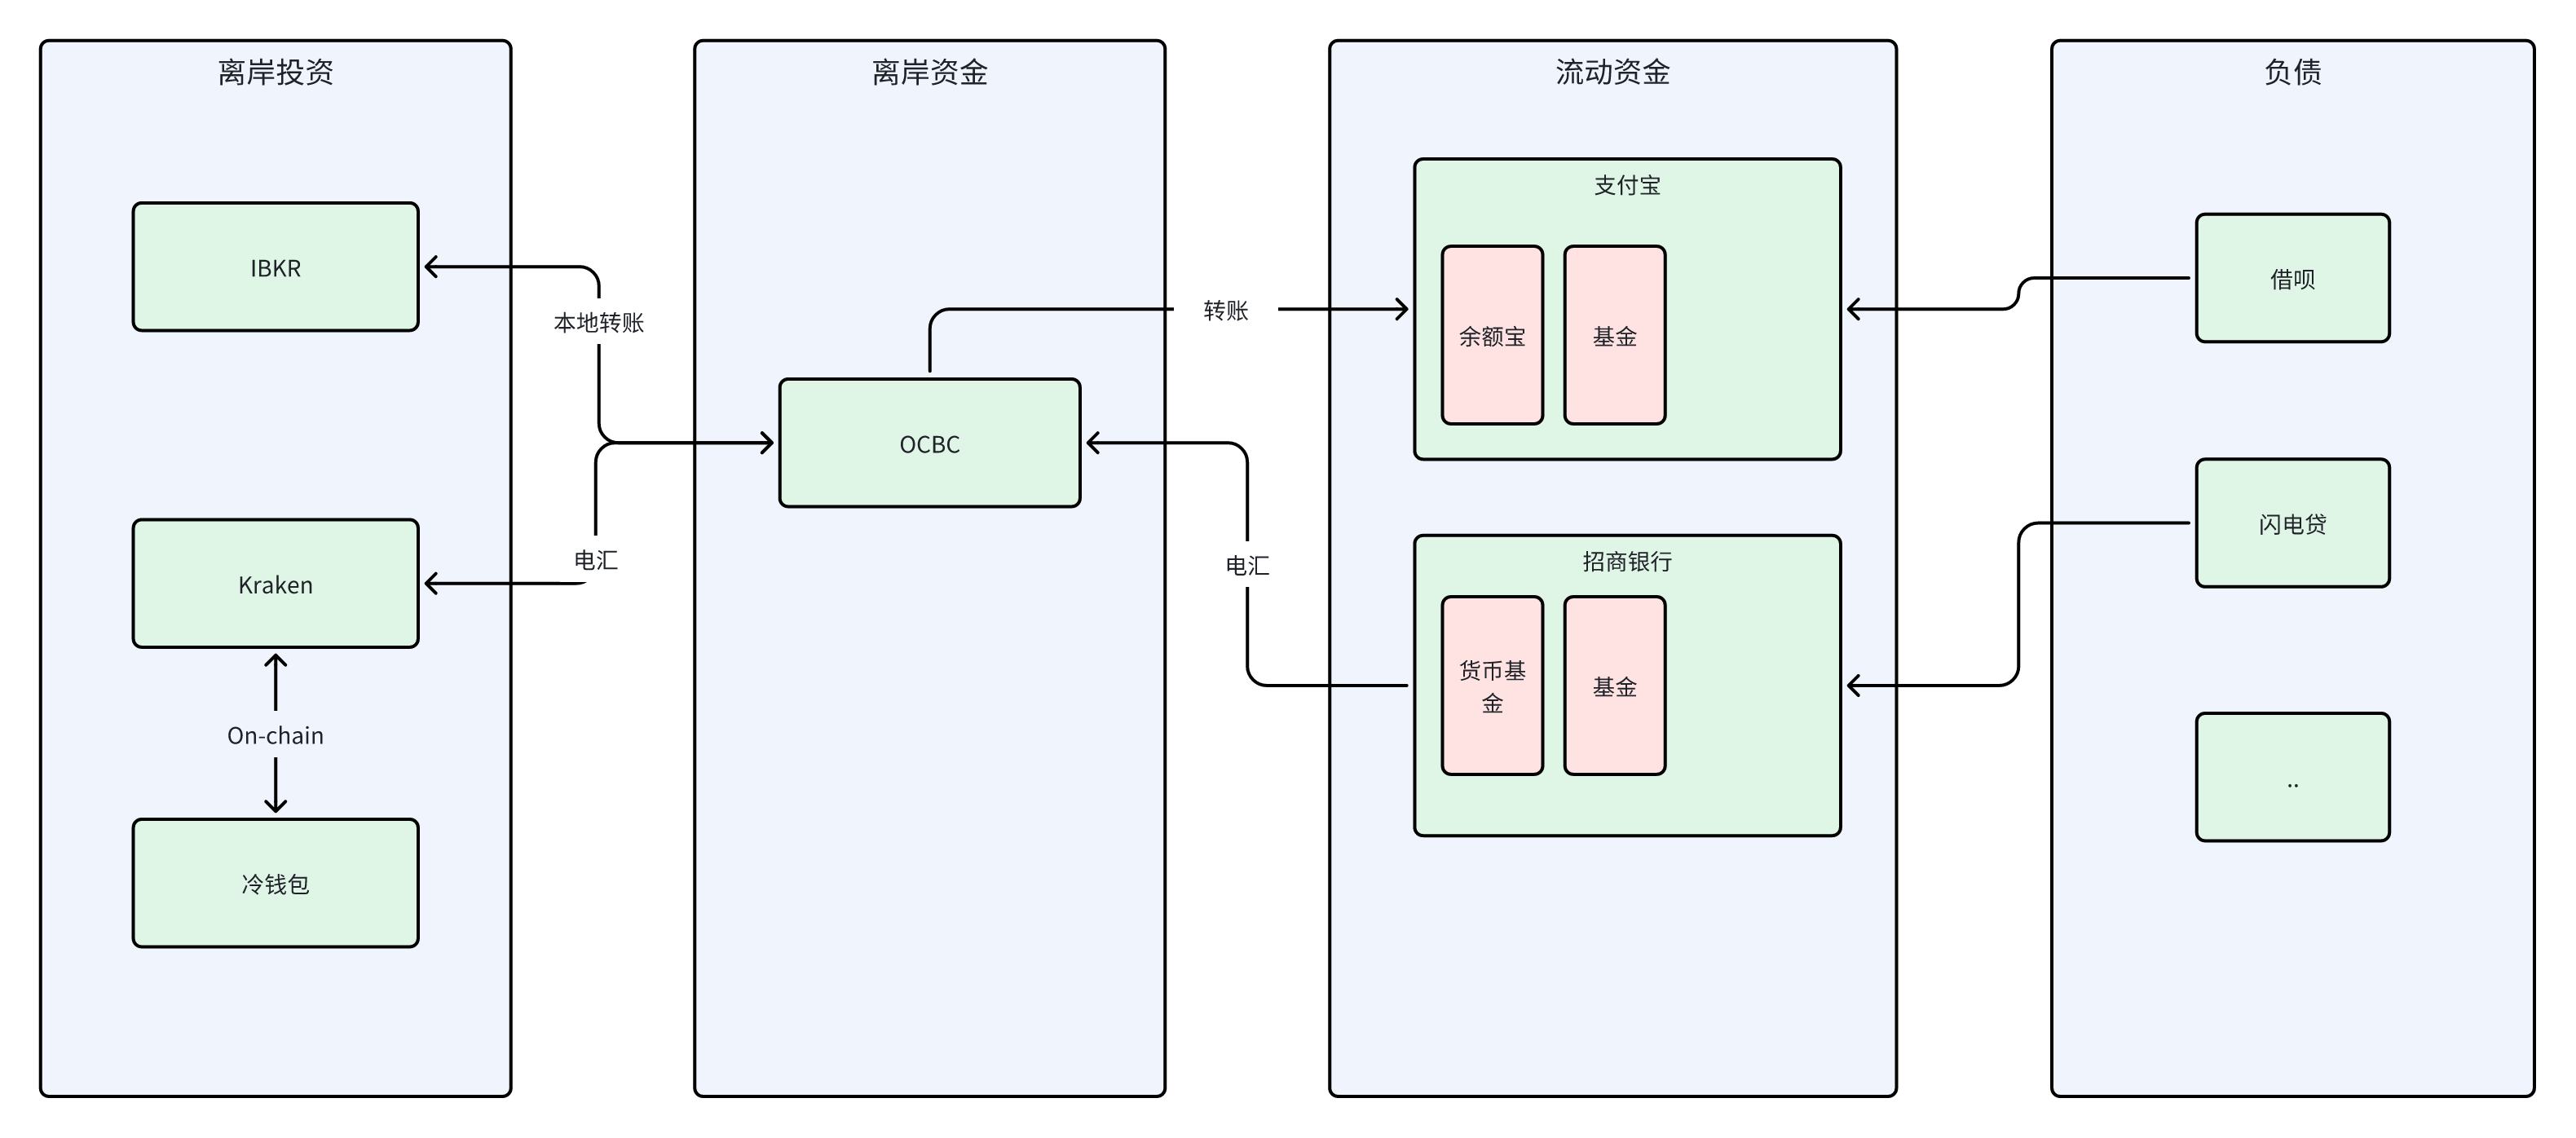 离岸投资
IBKR
Kraken
On-chain
冷钱包
本地转账
电汇
离岸资金
OCBC
转账
电汇
流动资金
支付宝
余额宝
基金
招商银行
货币基
金
基金
负债
借呗
闪电贷
..